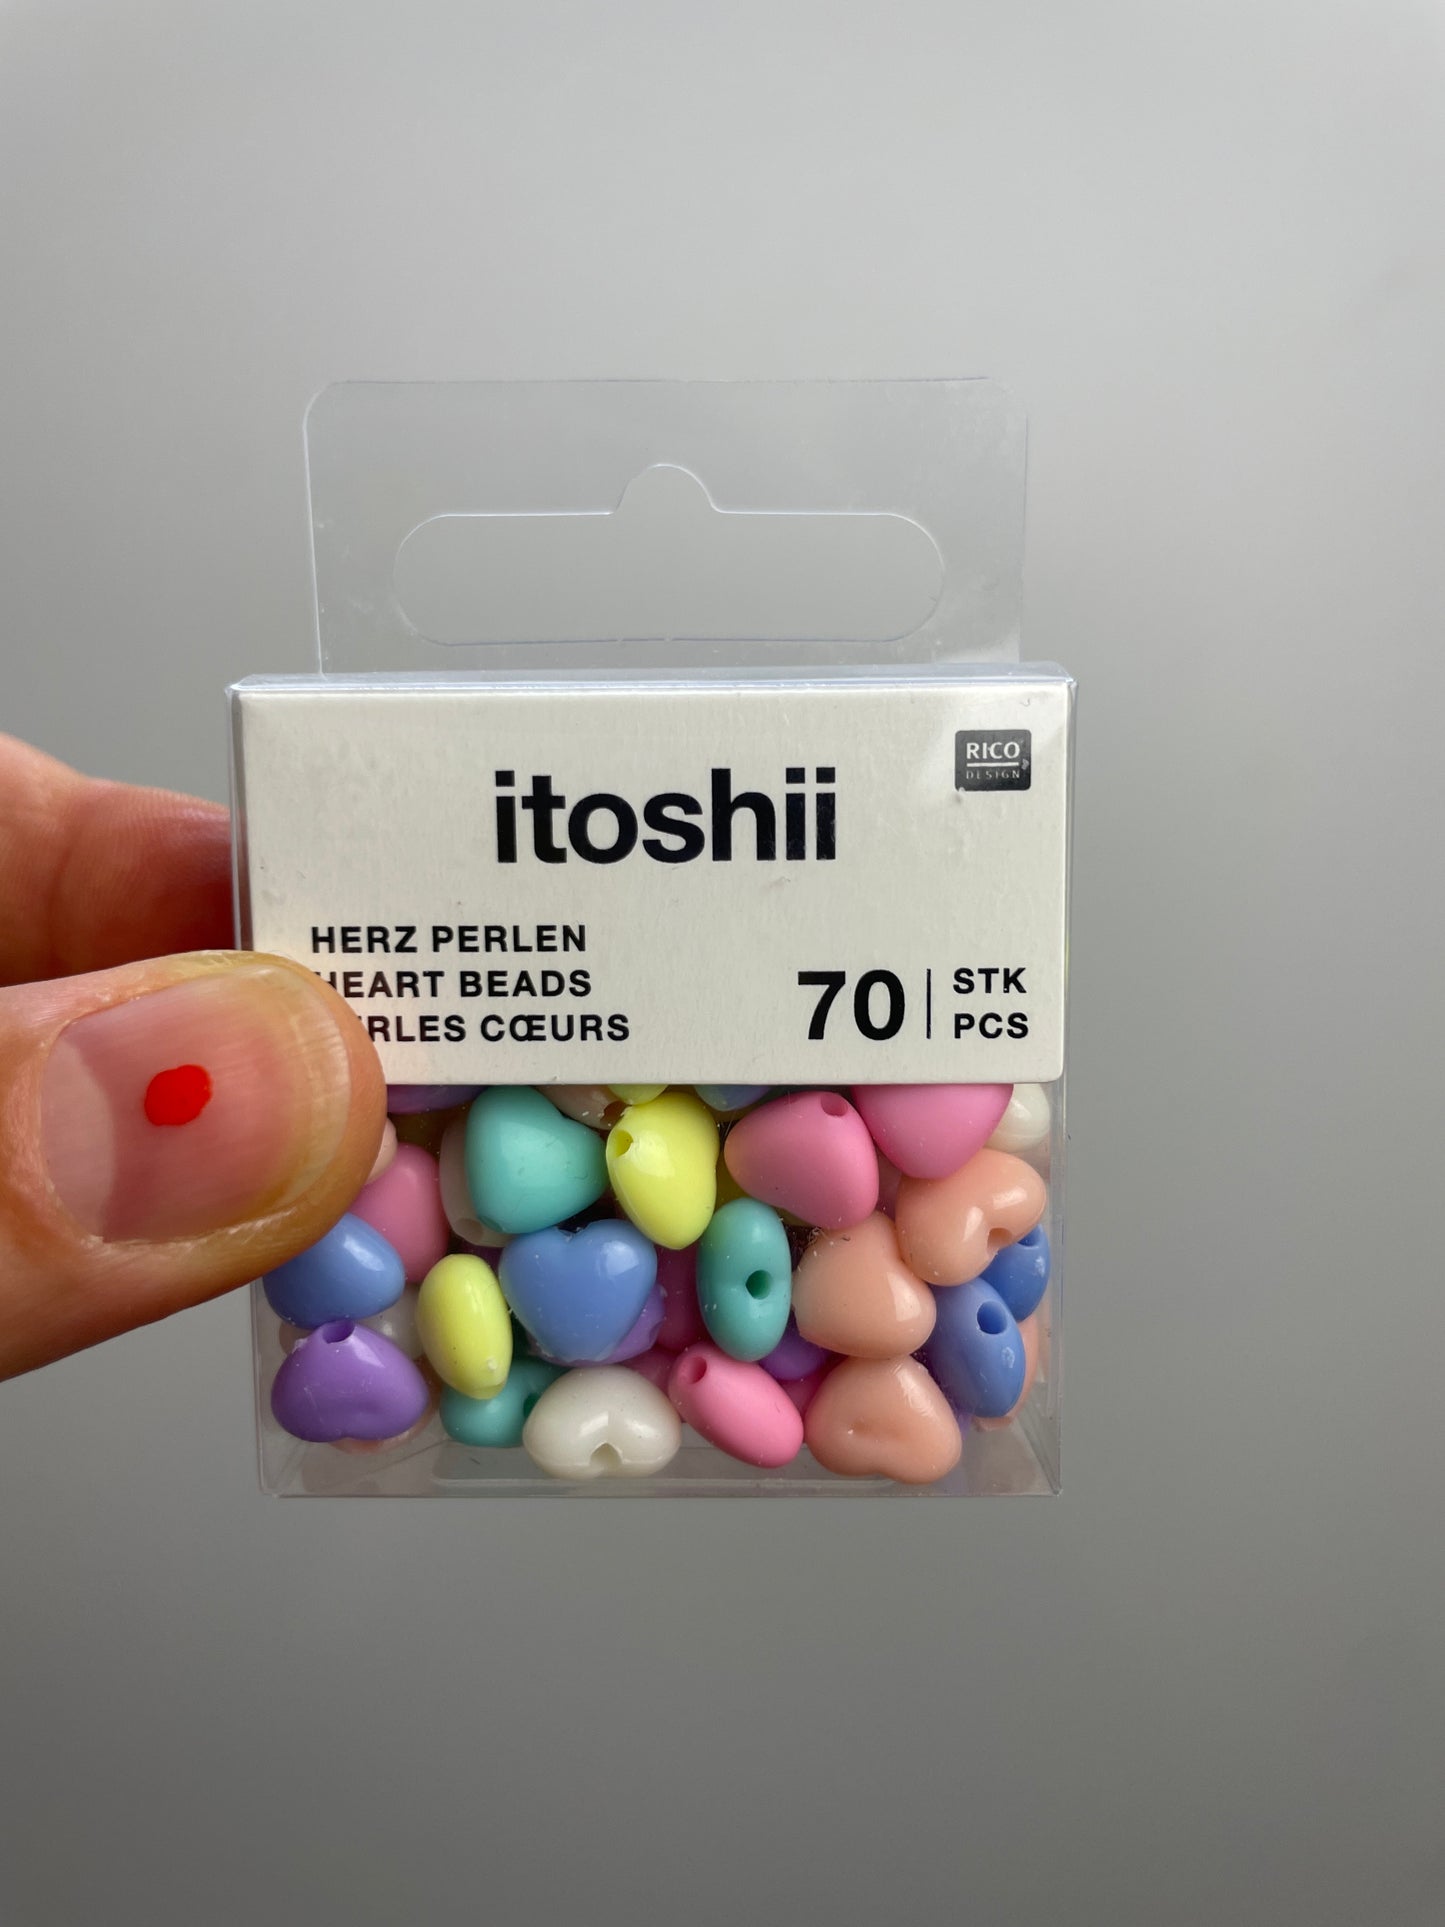 RICO
DESIGN
itoshii
HERZ PERLEN
HEART BEADS
RLES CŒURS
70
STK
PCS